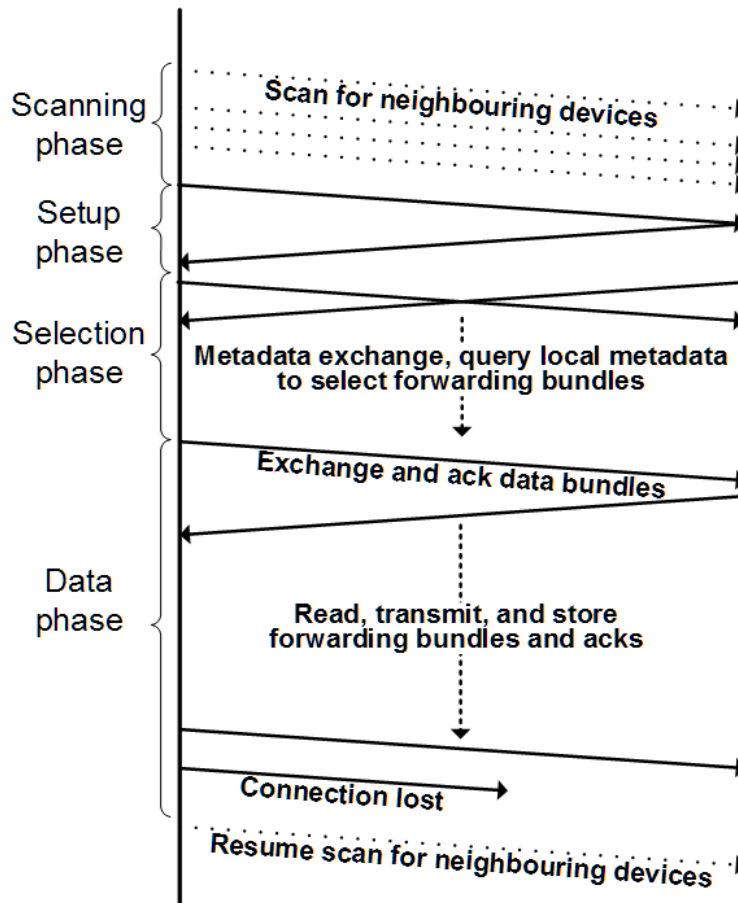 Scanning
phase
Scan for neighbouring devices
Setup
phase
Selection
phase
Metadata exchange, query local metadata
to select forwarding bundles
Exchange and ack data bundles
Data
phase
Read, transmit, and store
forwarding bundles and acks
Connection lost
Resume scan for neighbouring devices